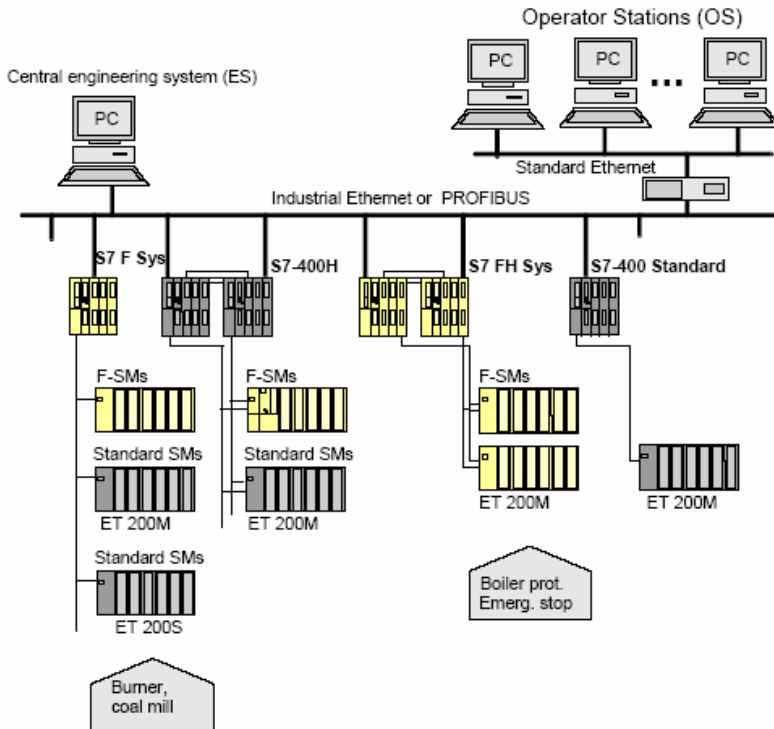 Operator Stations (OS)
Central engineering system (ES)
PC
PC
PC
PC
...
Standard Ethernet
Industrial Ethernet or PROFIBUS
S7 F Sys
S7-400H
S7 FH Sys
S7-400 Standard
F-SMs
F-SMs
F-SMs
Standard SMs
Standard SMs
ET 200M
ET 200M
ET 200M
ET 200M
Standard SMs
ET 200S
Boiler prot.
Emerg. stop
Burner,
coal mill